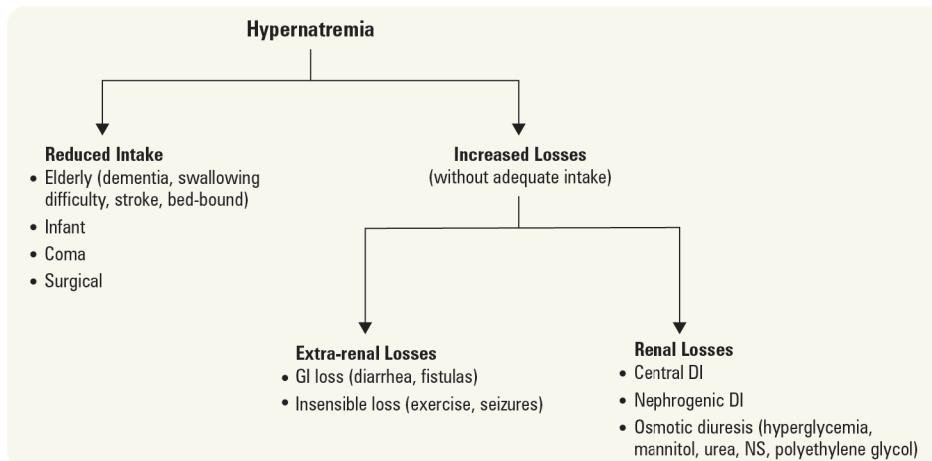 Hypernatremia
Reduced Intake
• Elderly (dementia, swallowing
difficulty, stroke, bed-bound)
• Infant
• Coma
• Surgical
Increased Losses
(without adequate intake)
Extra-renal Losses
• GI loss (diarrhea, fistulas)
• Insensible loss (exercise, seizures)
Renal Losses
• Central DI
• Nephrogenic DI
• Osmotic diuresis (hyperglycemia,
mannitol, urea, NS, polyethylene glycol)